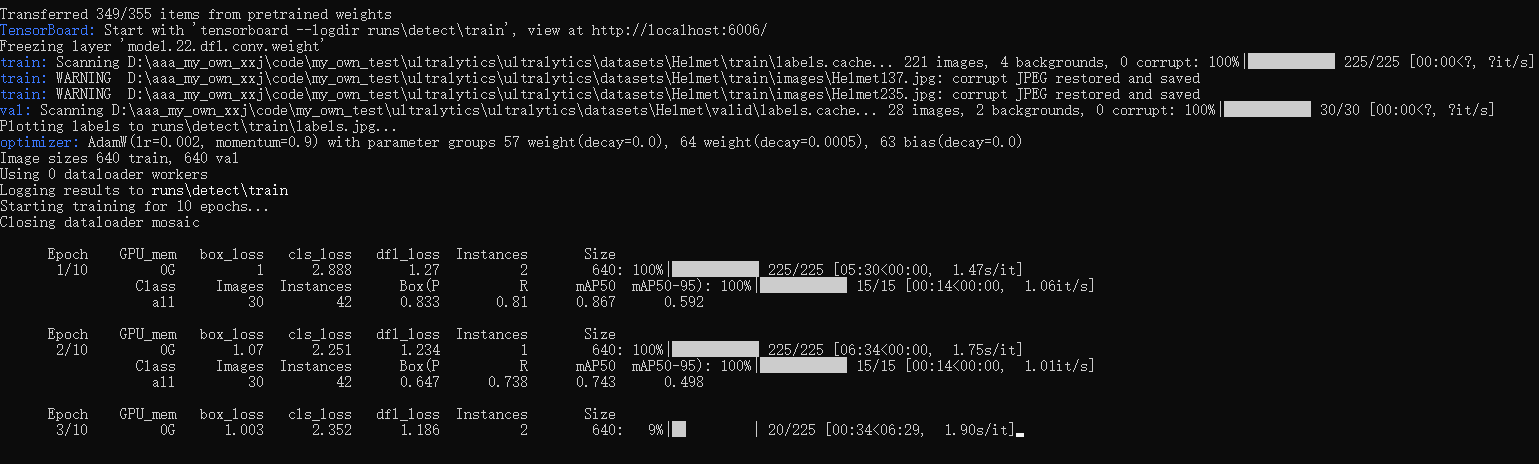 Transferred 349/355 items from pretrained weights
TensorBoard: Start with 'tensorboard --logdir runs\detect\train', view at http://localhost:6006/
Freezing layer 'model.22.dfl.conv.weight'
train: Scanning D:\aaa_my_own_xxj\code\my_own_test\ultralytics\ultralytics\datasets\Helmet\train\labels.cache... 221 images, 4 backgrounds, 0 corrupt: 100%| 225/225 [00:00<?, ?it/s]
train: WARNING D:\aaa_my_own_xxj\code\my_own_test\ultralytics\ultralytics\datasets\Helmet\train\images\Helmet137.jpg: corrupt JPEG restored and saved
train: WARNING D:\aaa_my_own_xxj\code\my_own_test\ultralytics\ultralytics\datasets\Helmet\train\images\Helmet235.jpg: corrupt JPEG restored and saved
val: Scanning D:\aaa_my_own_xxj\code\my_own_test\ultralytics\ultralytics\datasets\Helmet\valid\labels.cache... 28 images, 2 backgrounds, 0 corrupt: 100%| 30/30 [00:00<?, ?it/s]
Plotting labels to runs\detect\train\labels.jpg...
optimizer: AdamW(lr=0.002, momentum=0.9) with parameter groups 57 weight(decay=0.0), 64 weight(decay=0.0005), 63 bias(decay=0.0)
Image sizes 640 train, 640 val
Using 0 dataloader workers
Logging results to runs\detect\train
Starting training for 10 epochs...
Closing dataloader mosaic
Epoch GPU_mem box_loss cls_loss dfl_loss Instances Size
1/10 0G 1 2.888 1.27 2 640: 100%| 225/225 [05:30<00:00, 1.47s/it]
Class Images Instances Box(P R mAP50 mAP50-95): 100%| 15/15 [00:14<00:00, 1.06it/s]
all 30 42 0.833 0.81 0.867 0.592
Epoch GPU_mem box_loss cls_loss dfl_loss Instances Size
2/10 0G 1.07 2.251 1.234 1 640: 100%| 225/225 [06:34<00:00, 1.75s/it]
Class Images Instances Box(P R mAP50 mAP50-95): 100%| 15/15 [00:14<00:00, 1.01it/s]
all 30 42 0.647 0.738 0.743 0.498
Epoch GPU_mem box_loss cls_loss dfl_loss Instances Size
3/10 0G 1.003 2.352 1.186 2 640: 9%| | 20/225 [00:34<06:29, 1.90s/it]